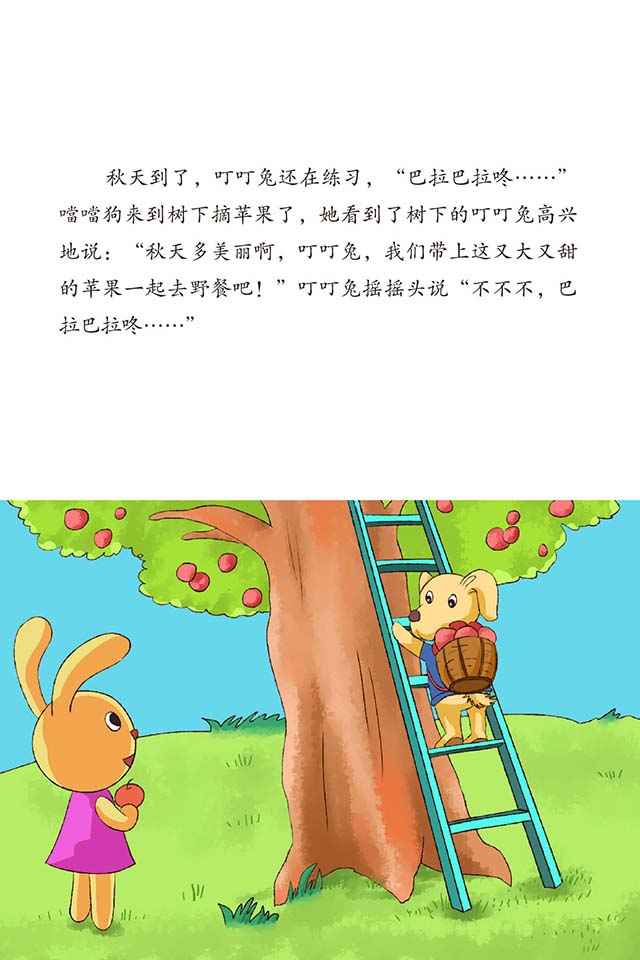 秋天到了，叮叮兔还在练习，“巴拉巴拉咚……”
噹噹狗来到树下摘苹果了，她看到了树下的叮叮兔高兴
地说：“秋天多美丽啊，叮叮兔，我们带上这又大又甜
的苹果一起去野餐吧！”叮叮兔摇摇头说“不不不，巴
拉巴拉咚……”